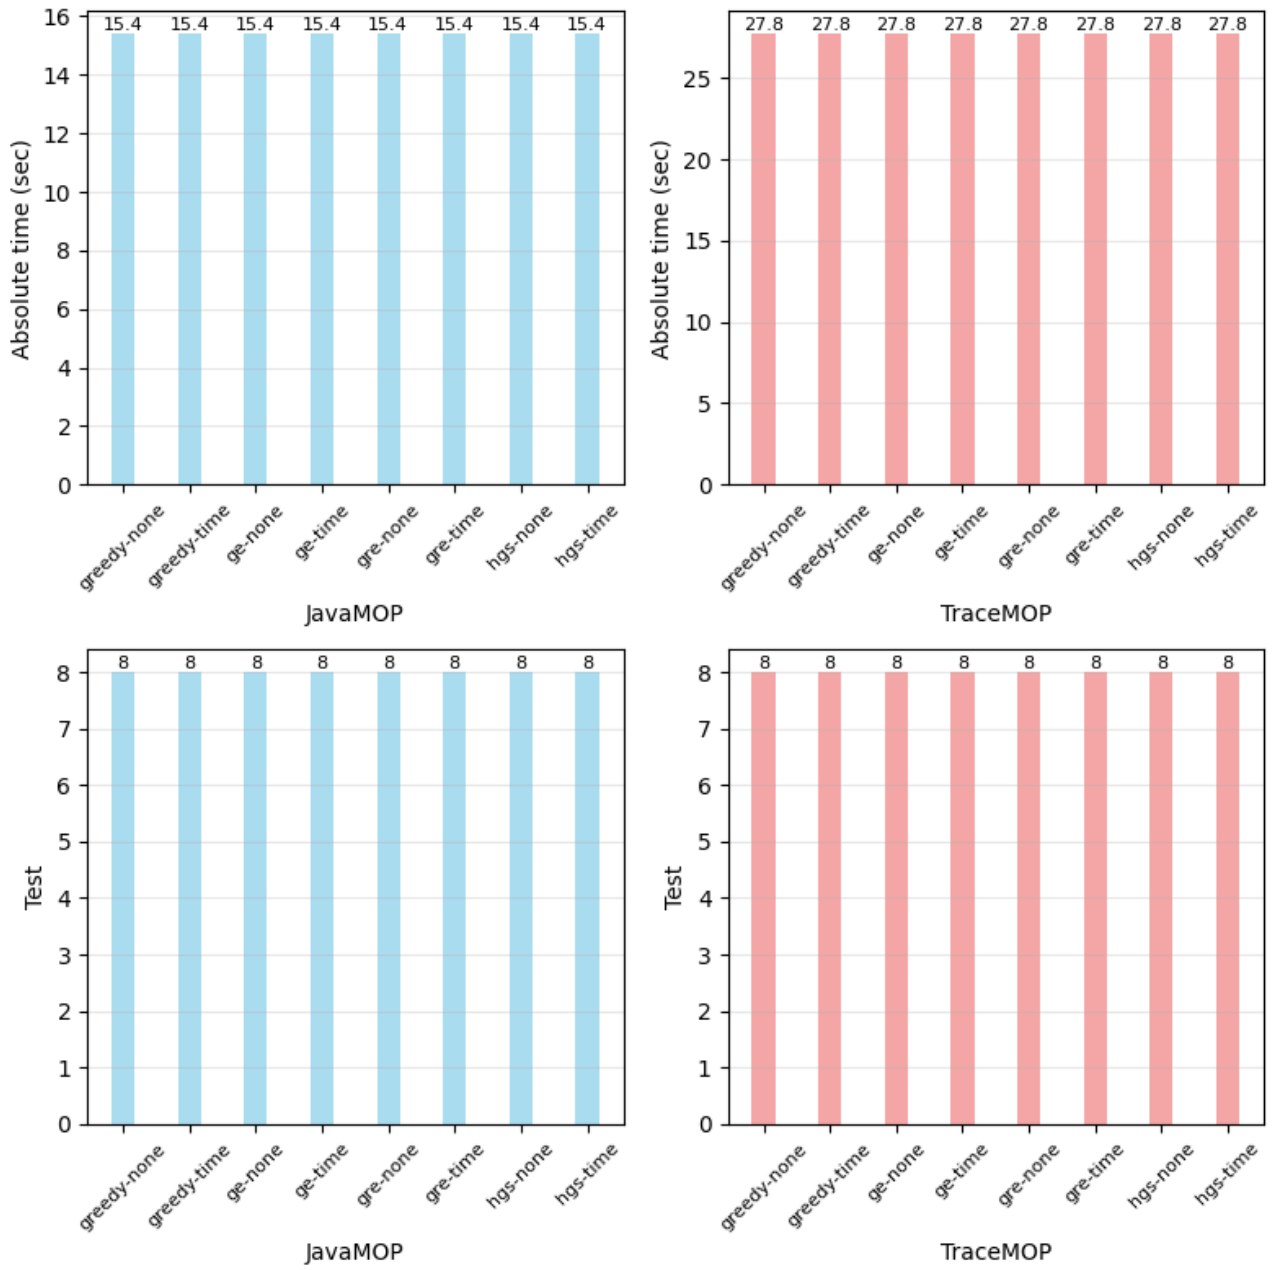 15.4 15.4 15.4 15.4 15.4 15.4 15.4 15.4
16
14
12
10
8
6
4
2
0
Absolute time (sec)
greedy-none greedy-time ge-none ge-time gre-none gre-time hgs-none hgs-time
JavaMOP
27.8 27.8 27.8 27.8 27.8 27.8 27.8 27.8
25
20
15
10
5
0
Absolute time (sec)
greedy-none greedy-time ge-none ge-time gre-none gre-time hgs-none hgs-time
TraceMOP
8 8 8 8 8 8 8 8
8
7
6
5
4
3
2
1
0
Test
greedy-none greedy-time ge-none ge-time gre-none gre-time hgs-none hgs-time
JavaMOP
8 8 8 8 8 8 8 8
8
7
6
5
4
3
2
1
0
Test
greedy-none greedy-time ge-none ge-time gre-none gre-time hgs-none hgs-time
TraceMOP